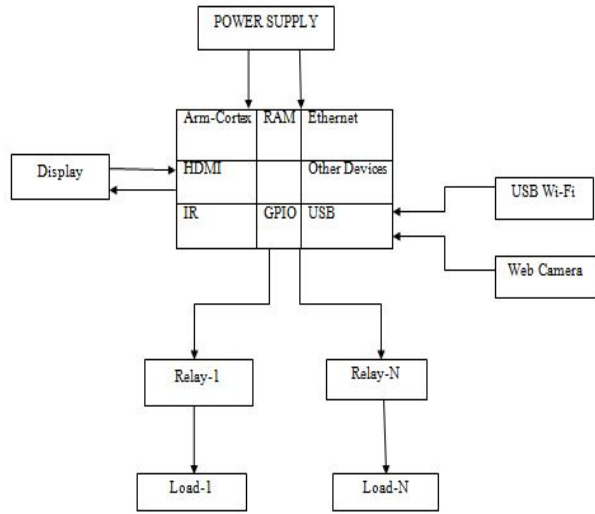 POWER SUPPLY
Arm-Cortex RAM Ethernet
Display
HDMI Other Devices
USB Wi-Fi
IR GPIO USB
Web Camera
Relay-1 Relay-N
Load-1 Load-N